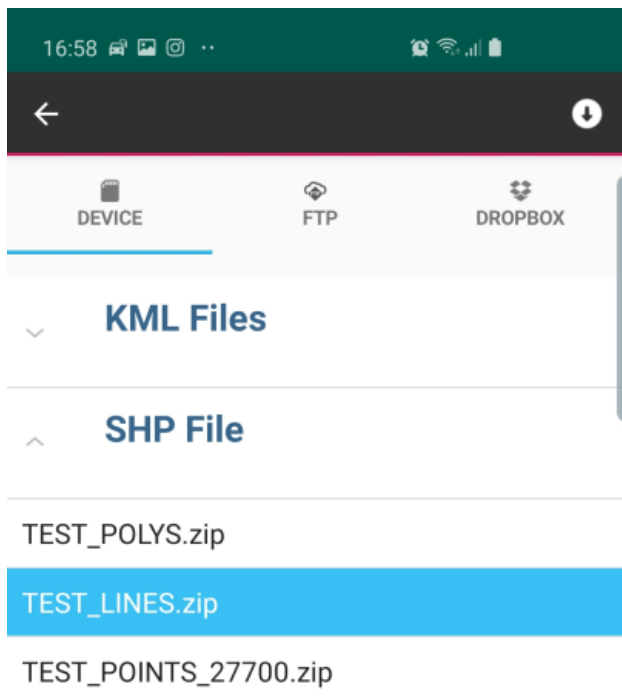 16:58
DEVICE
FTP
DROPBOX
KML Files
SHP File
TEST_POLYS.zip
TEST_LINES.zip
TEST_POINTS_27700.zip